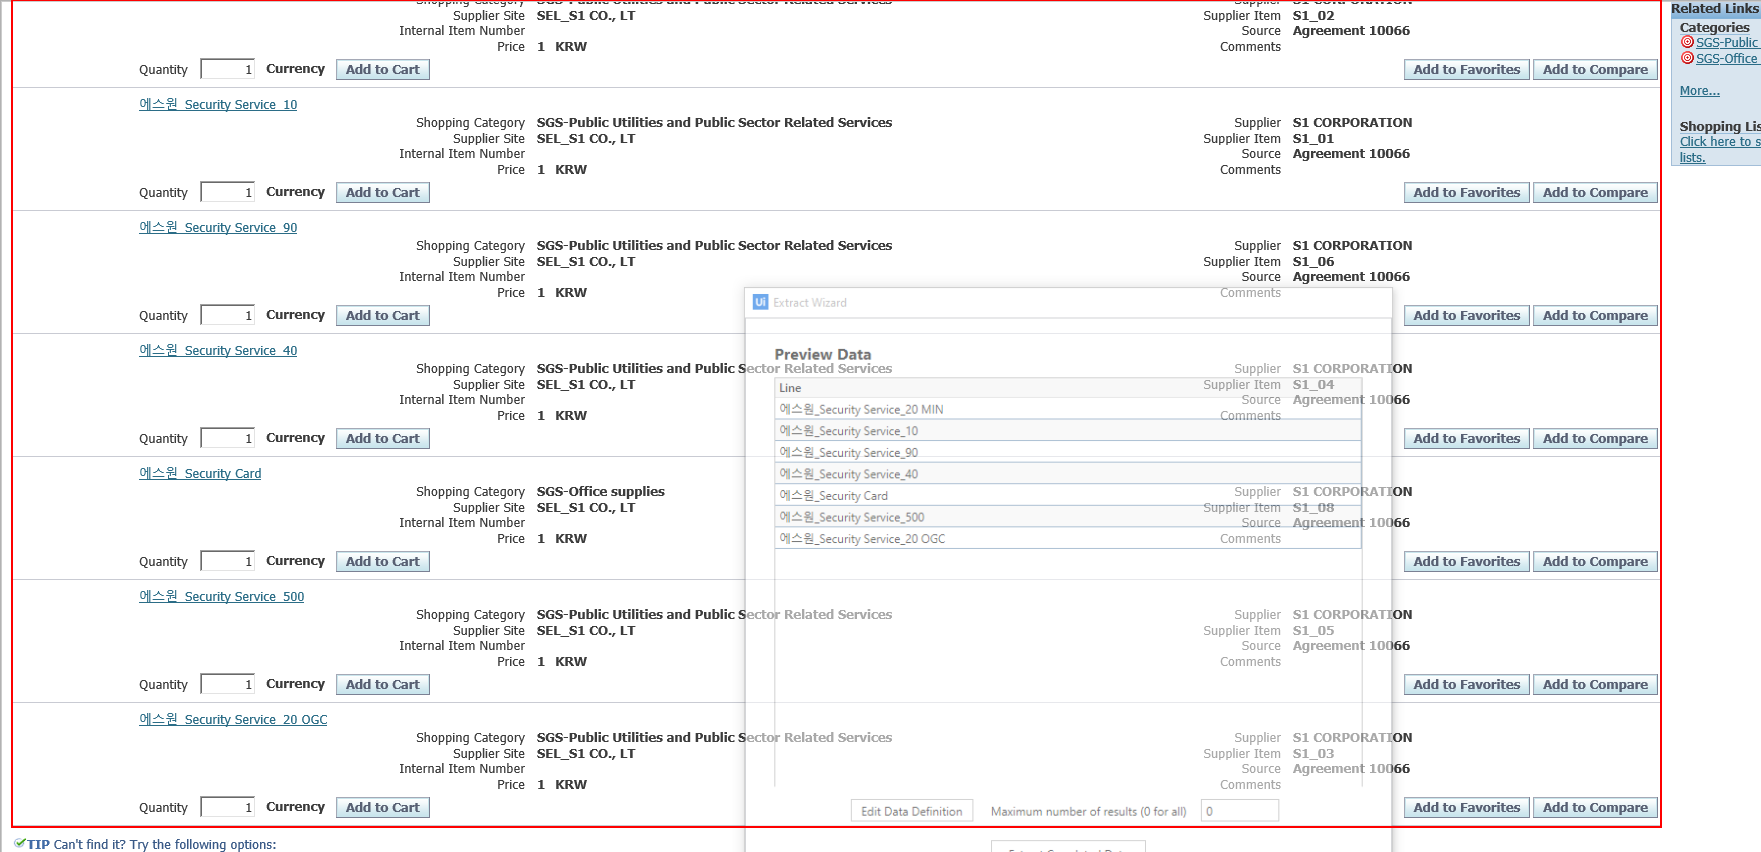 Shopping Category SGS-Public Utilities and Public Sector Related Services Supplier S1 CORPORATION
Supplier Site SEL_S1 CO., LT Supplier Item S1_02
Internal Item Number Source Agreement 10066
Price 1 KRW Comments
Quantity 1 Currency Add to Cart Add to Favorites Add to Compare
에스원_Security Service_10
Shopping Category SGS-Public Utilities and Public Sector Related Services Supplier S1 CORPORATION
Supplier Site SEL_S1 CO., LT Supplier Item S1_01
Internal Item Number Source Agreement 10066
Price 1 KRW Comments
Quantity 1 Currency Add to Cart Add to Favorites Add to Compare
에스원_Security Service_90
Shopping Category SGS-Public Utilities and Public Sector Related Services Supplier S1 CORPORATION
Supplier Site SEL_S1 CO., LT Supplier Item S1_06
Internal Item Number Source Agreement 10066
Price 1 KRW Comments
Quantity 1 Currency Add to Cart Add to Favorites Add to Compare
에스원_Security Service_40
Shopping Category SGS-Public Utilities and Public Sector Related Services Supplier S1 CORPORATION
Supplier Site SEL_S1 CO., LT Supplier Item S1_04
Internal Item Number Source Agreement 10066
Price 1 KRW Comments
Quantity 1 Currency Add to Cart Add to Favorites Add to Compare
에스원_Security Card
Shopping Category SGS-Office supplies Supplier S1 CORPORATION
Supplier Site SEL_S1 CO., LT Supplier Item S1_08
Internal Item Number Source Agreement 10066
Price 1 KRW Comments
Quantity 1 Currency Add to Cart Add to Favorites Add to Compare
에스원_Security Service_500
Shopping Category SGS-Public Utilities and Public Sector Related Services Supplier S1 CORPORATION
Supplier Site SEL_S1 CO., LT Supplier Item S1_05
Internal Item Number Source Agreement 10066
Price 1 KRW Comments
Quantity 1 Currency Add to Cart Add to Favorites Add to Compare
에스원_Security Service_20 OGC
Shopping Category SGS-Public Utilities and Public Sector Related Services Supplier S1 CORPORATION
Supplier Site SEL_S1 CO., LT Supplier Item S1_03
Internal Item Number Source Agreement 10066
Price 1 KRW Comments
Quantity 1 Currency Add to Cart Add to Favorites Add to Compare
TIP Can't find it? Try the following options:
Ui Extract Wizard
Preview Data
Line
에스원_Security Service_20 MIN
에스원_Security Service_10
에스원_Security Service_90
에스원_Security Service_40
에스원_Security Card
에스원_Security Service_500
에스원_Security Service_20 OGC
Edit Data Definition Maximum number of results (0 for all) 0
Related Links
Categories
SGS-Public
SGS-Office
More...
Shopping Lis
Click here to s
lists.